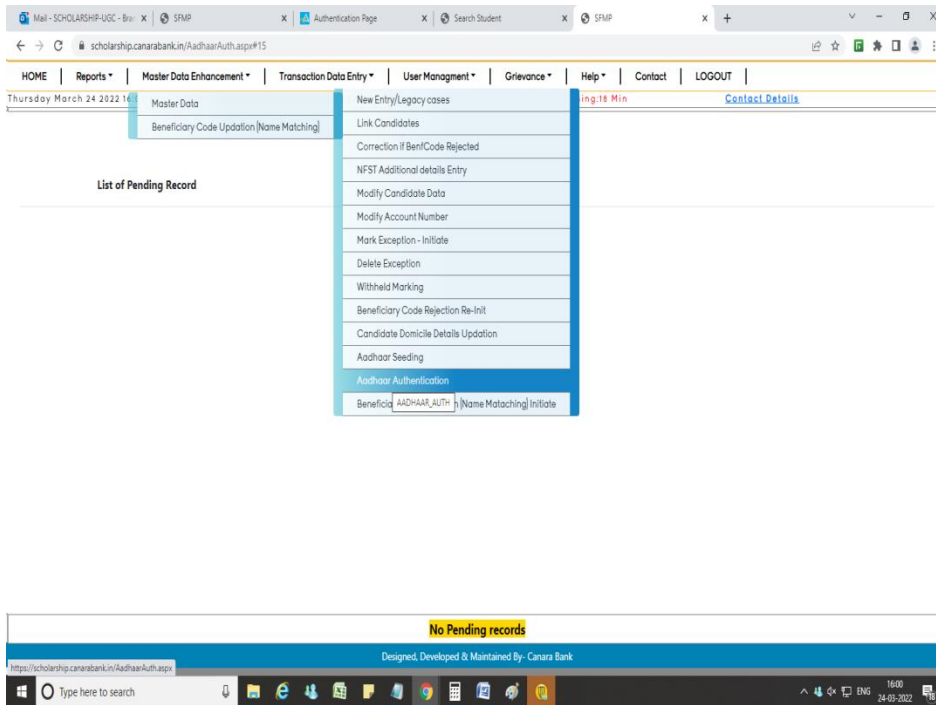 Mail - SCHOLARSHIP-UGC - Bra
SFMP
Authentication Page
Search Student
SFMP
scholarship.canarabank.in/AadhaarAuth.aspx#15
HOME Reports Master Data Enhancement Transaction Data Entry User Managment Grievance Help Contact LOGOUT
Thursday March 24 2022 Contact Details
Master Data
Beneficiary Code Updation [Name Matching]
New Entry/Legacy cases
Link Candidates
Correction if BenfCode Rejected
NFST Additional details Entry
Modify Candidate Data
Modify Account Number
Mark Exception - Initiate
Delete Exception
Withheld Marking
Beneficiary Code Rejection Re-Init
Candidate Domicile Details Updation
Aadhaar Seeding
Aadhaar Authentication
AADHAAR_AUTH [Name Mataching] Initiate
List of Pending Record
No Pending records
Designed, Developed & Maintained By- Canara Bank
https://scholarship.canarabank.in/AadhaarAuth.aspx
Type here to search
ENG
16:00
24-03-2022